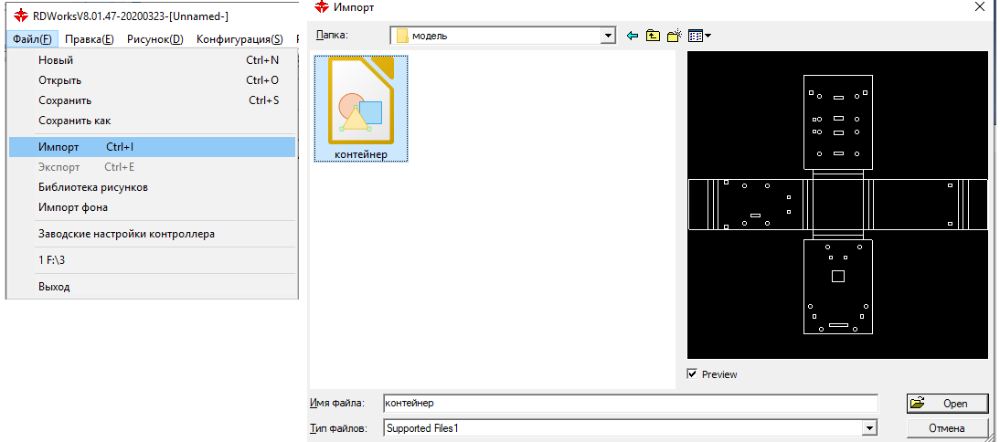 RDWorksV8.01.47-20200323-[Unnamed-]
Файл(F) Правка(E) Рисунок(D) Конфигурация(S)
Новый Ctrl+N
Открыть Ctrl+O
Сохранить Ctrl+S
Сохранить как
Импорт Ctrl+I
Экспорт Ctrl+E
Библиотека рисунков
Импорт фона
Заводские настройки контроллера
1 F:\3
Выход
Импорт
Папка: модель
контейнер
Preview
Имя файла: контейнер Open
Тип файлов: Supported Files1 Отмена